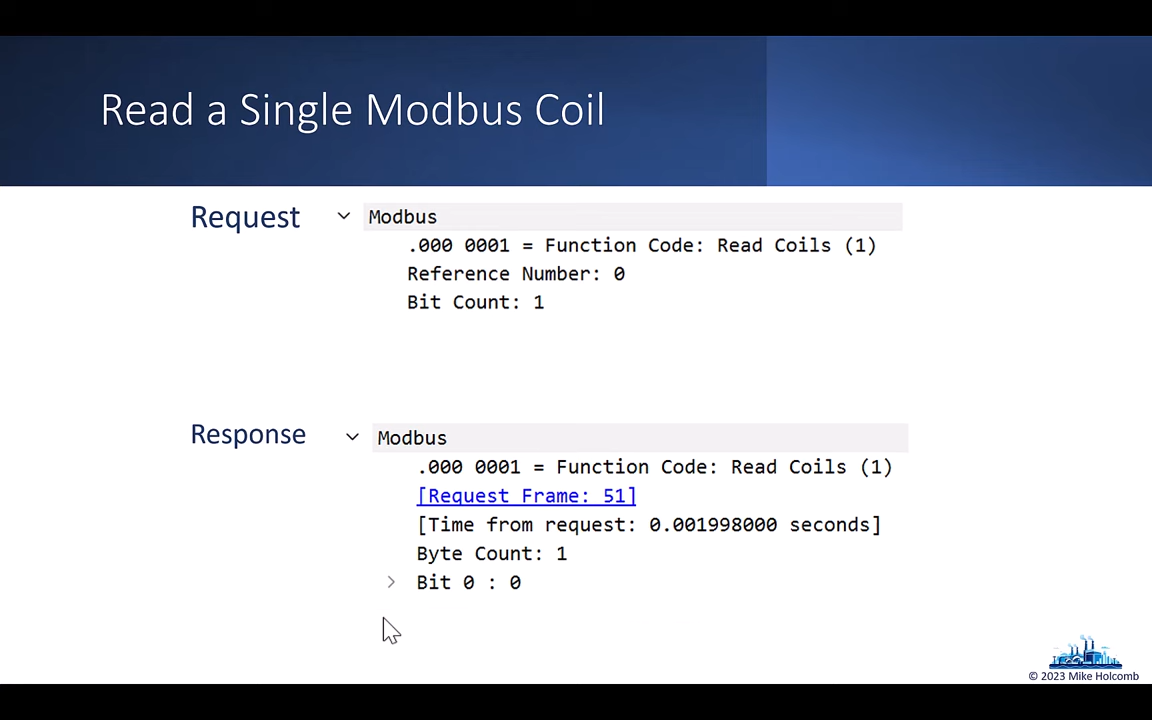 Read a Single Modbus Coil
Request
Modbus
.000 0001 = Function Code: Read Coils (1)
Reference Number: 0
Bit Count: 1
Response
Modbus
.000 0001 = Function Code: Read Coils (1)
[Request Frame: 51]
[Time from request: 0.001998000 seconds]
Byte Count: 1
Bit 0 : 0
© 2023 Mike Holcomb